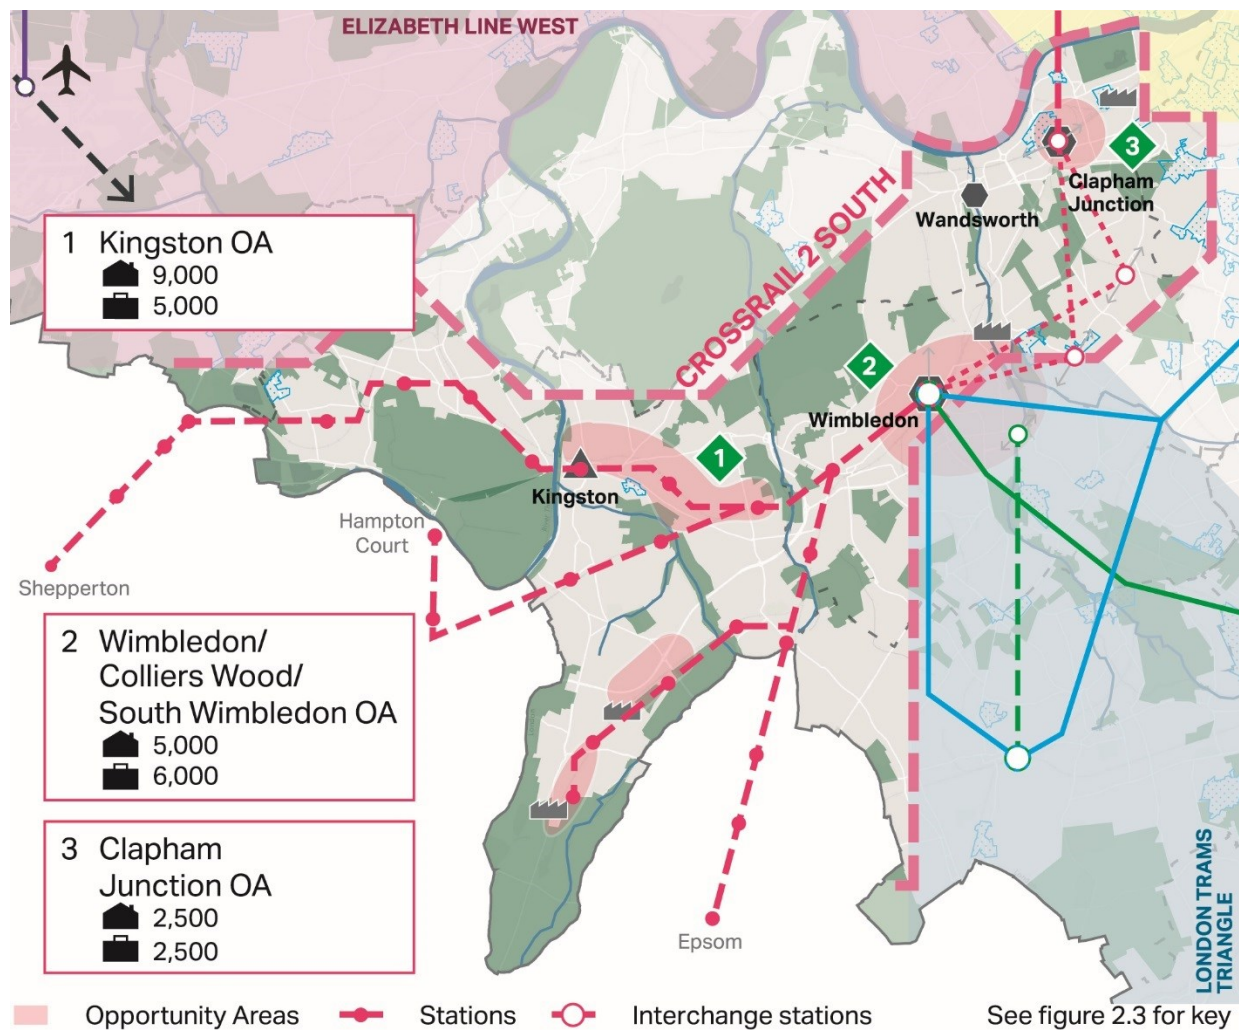 ELIZABETH LINE WEST
3
Clapham
Junction
Wandsworth
CROSSRAIL 2 SOUTH
1 Kingston OA
9,000
5,000
2
Wimbledon
1
Kingston
Hampton
Court
Shepperton
2 Wimbledon/
Colliers Wood/
South Wimbledon OA
5,000
6,000
3 Clapham
Junction OA
2,500
2,500
Epsom
LONDON TRAMS
TRIANGLE
Opportunity Areas
Stations
Interchange stations
See figure 2.3 for key